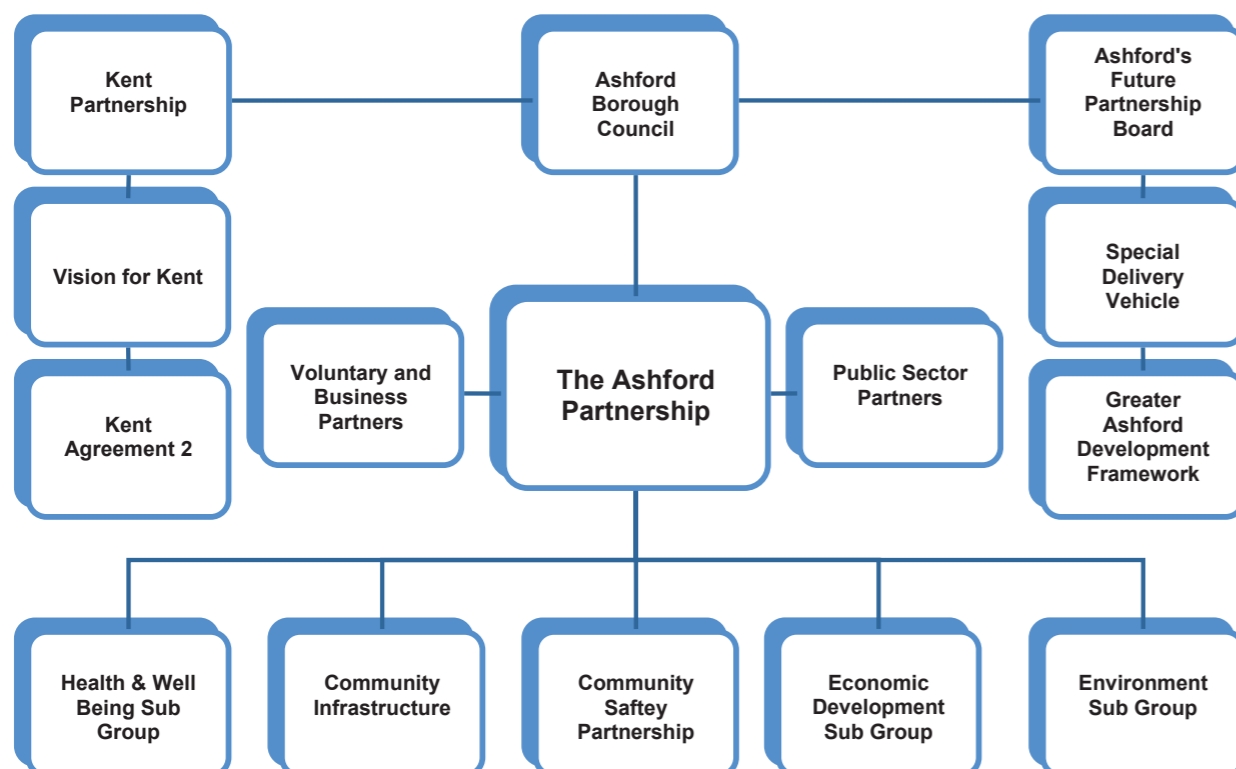 Kent
Partnership
Ashford
Borough
Council
Ashford's
Future
Partnership
Board
Vision for Kent
Special
Delivery
Vehicle
Voluntary and
Business
Partners
The Ashford
Partnership
Public Sector
Partners
Kent
Agreement 2
Greater
Ashford
Development
Framework
Health & Well
Being Sub
Group
Community
Infrastructure
Community
Saftey
Partnership
Economic
Development
Sub Group
Environment
Sub Group